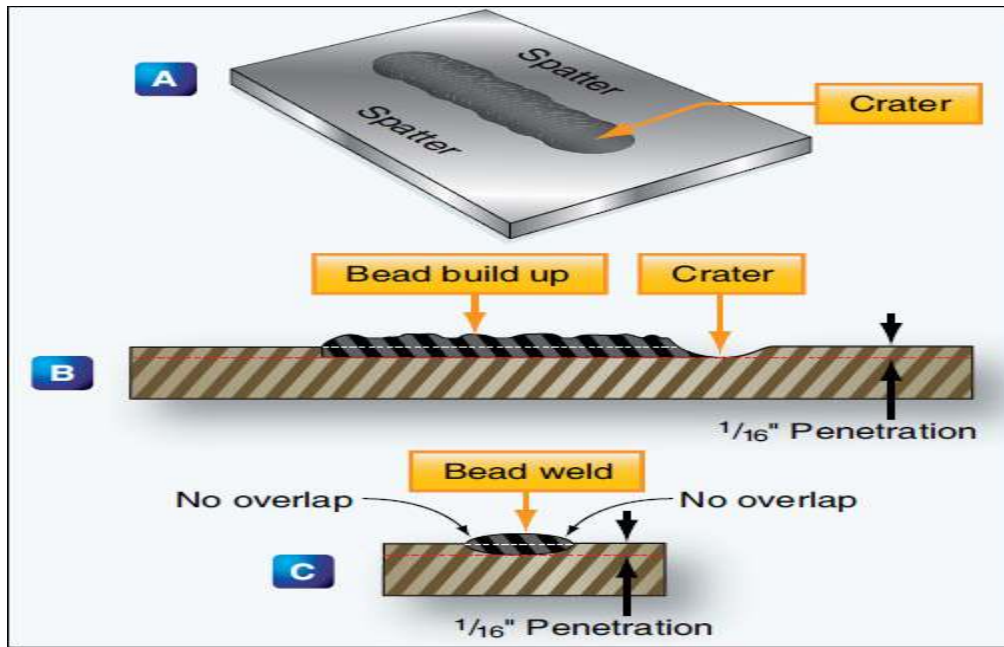 A
Spatter
Spatter
Crater
Bead build up
Crater
B
1/16" Penetration
Bead weld
No overlap
No overlap
C
1/16" Penetration